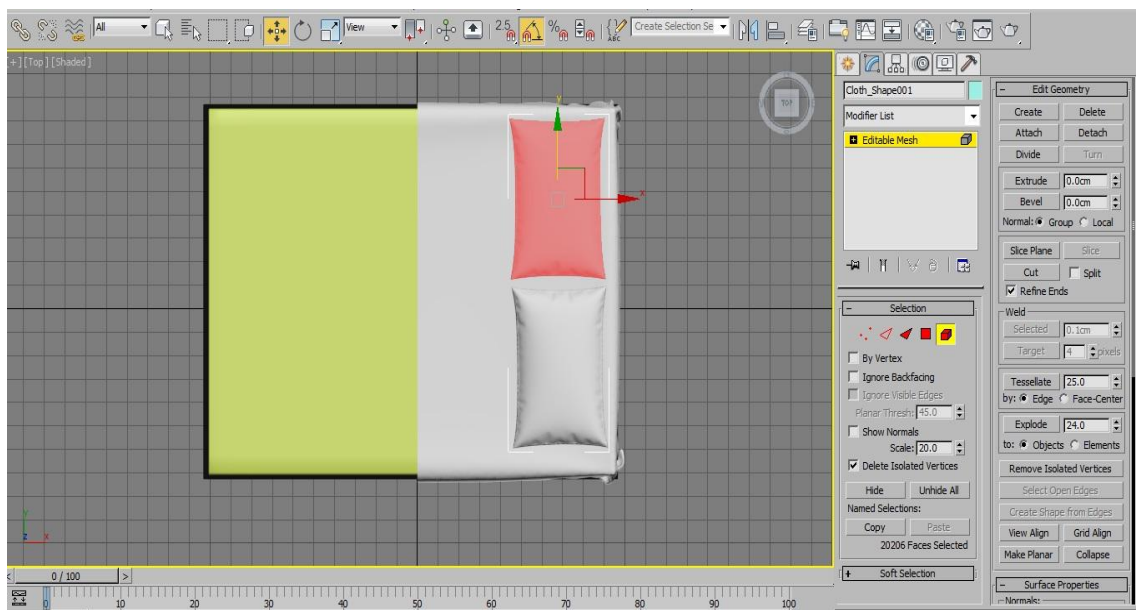 All
View
2.5
%
ABC
Create Selection Se
+ ] [Top ] [Shaded ]
TOP
y
x
y
z
x
Cloth_Shape001
Modifier List
Editable Mesh
Selection
By Vertex
Ignore Backfacing
Ignore Visible Edges
Planar Thresh: 45.0
Show Normals
Scale: 20.0
Delete Isolated Vertices
Hide Unhide All
Named Selections:
Copy Paste
20206 Faces Selected
+ Soft Selection
- Edit Geometry
Create Delete
Attach Detach
Divide Turn
Extrude 0.0cm
Bevel 0.0cm
Normal: Group Local
Slice Plane Slice
Cut Split
Refine Ends
Weld
Selected 0.1cm
Target 4 pixels
Tessellate 25.0
by: Edge Face-Center
Explode 24.0
to: Objects Elements
Remove Isolated Vertices
Select Open Edges
Create Shape from Edges
View Align Grid Align
Make Planar Collapse
- Surface Properties
Normals:
< 0 / 100 >
0 10 20 30 40 50 60 70 80 90 100